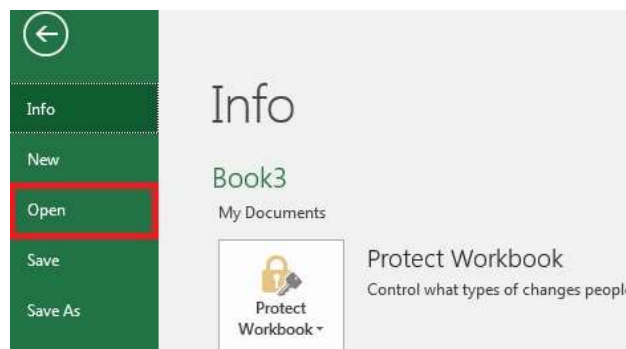 Info
New
Open
Save
Save As
Info
Book3
My Documents
Protect
Workbook
Protect Workbook
Control what types of changes peopl